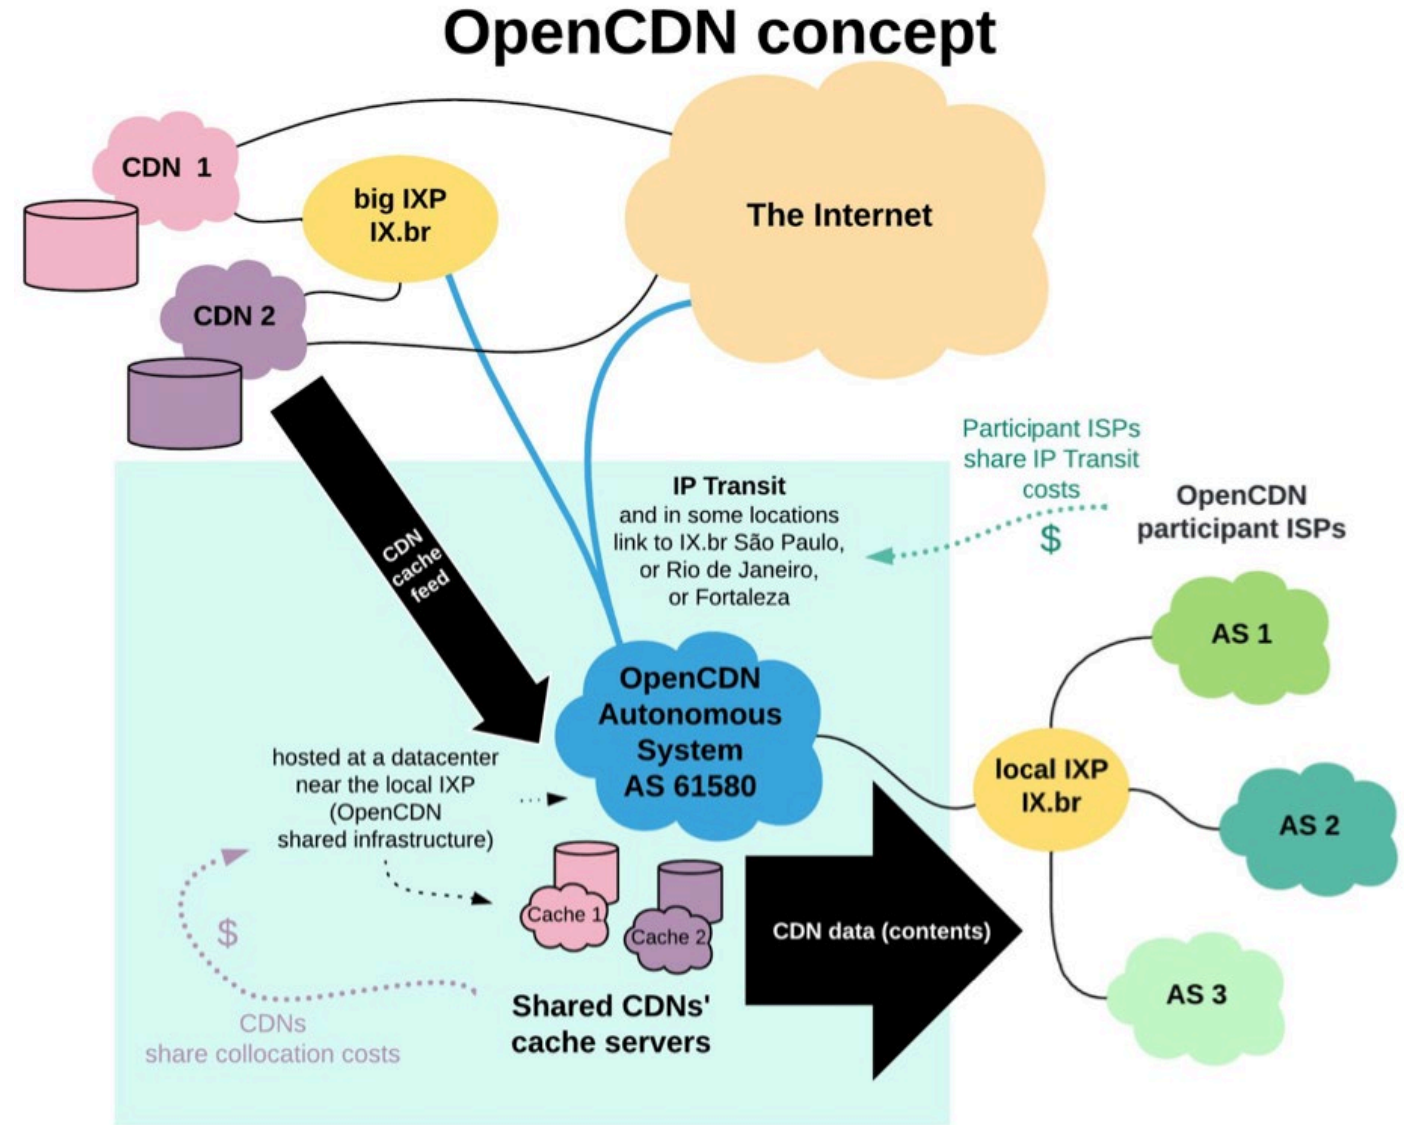 OpenCDN concept
CDN  1
big IXP
IX.br
The Internet
CDN 2
CDN
cache
feed
IP Transit
and in some locations
link to IX.br São Paulo,
or Rio de Janeiro,
or Fortaleza
Participant ISPs
share IP Transit
costs
$
OpenCDN
participant ISPs
AS 1
OpenCDN
Autonomous
System
AS 61580
hosted at a datacenter
near the local IXP
(OpenCDN
shared infrastructure)
local IXP
IX.br
AS 2
Cache 1
Cache 2
$
CDN data (contents)
AS 3
Shared CDNs'
cache servers
CDNs
share collocation costs